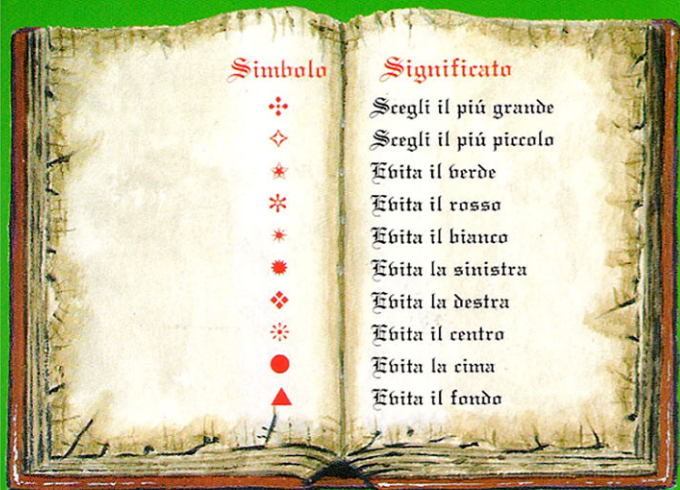 Simbolo Significato
✣ Scegli il piú grande
✧ Scegli il piú piccolo
✬ Evita il verde
✲ Evita il rosso
✴ Evita il bianco
✹ Evita la sinistra
❖ Evita la destra
☼ Evita il centro
● Evita la cima
▲ Evita il fondo